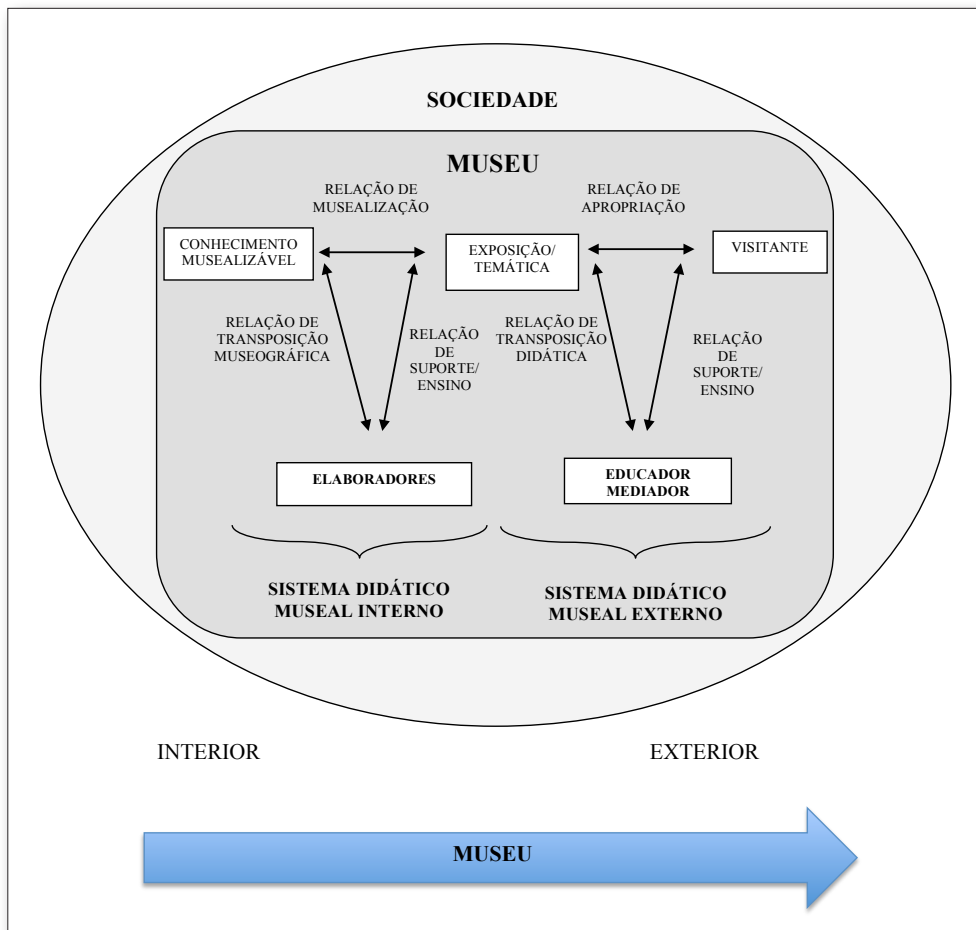 SOCIEDADE
MUSEU
RELAÇÃO DE
MUSEALIZAÇÃO
RELAÇÃO DE
APROPRIAÇÃO
CONHECIMENTO
MUSEALIZÁVEL
EXPOSIÇÃO/
TEMÁTICA
VISITANTE
RELAÇÃO DE
TRANSPOSIÇÃO
MUSEOGRÁFICA
RELAÇÃO
DE
SUPORTE/
ENSINO
RELAÇÃO DE
TRANSPOSIÇÃO
DIDÁTICA
RELAÇÃO
DE
SUPORTE/
ENSINO
ELABORADORES
EDUCADOR
MEDIADOR
SISTEMA DIDÁTICO
MUSEAL INTERNO
SISTEMA DIDÁTICO
MUSEAL EXTERNO
INTERIOR
EXTERIOR
MUSEU